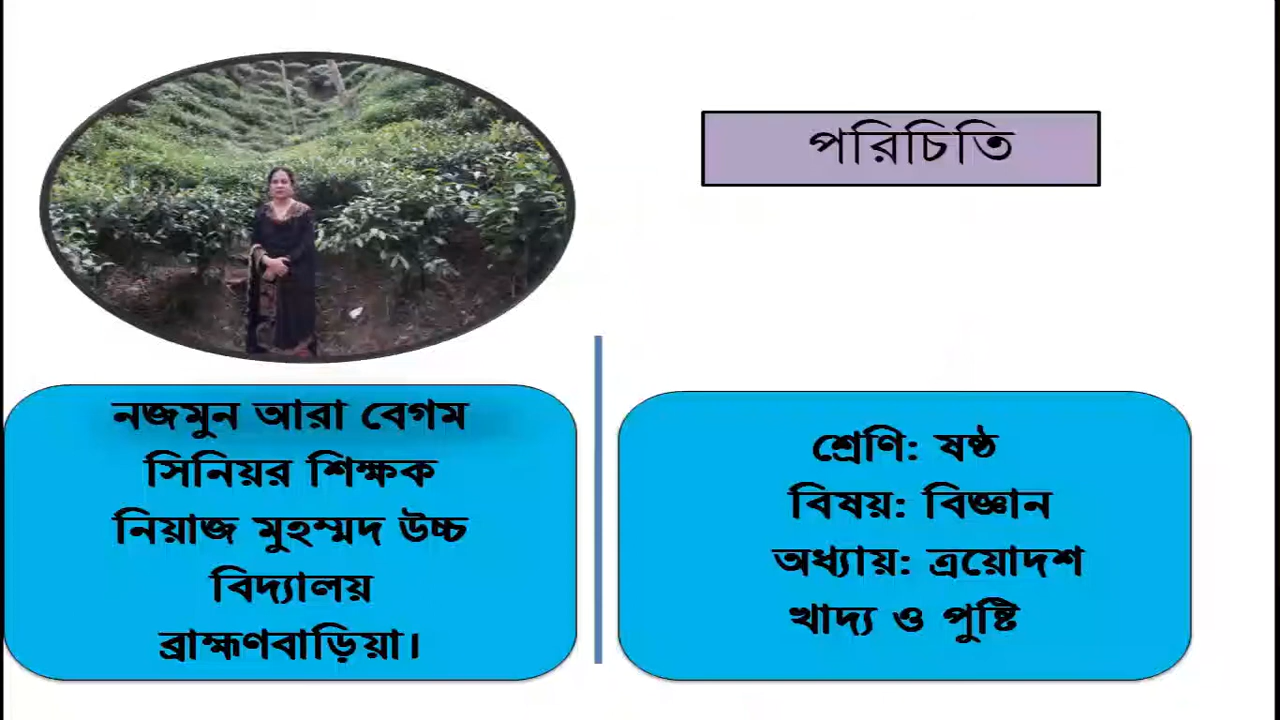 পরিচিতি
নজমুন আরা বেগম
সিনিয়র শিক্ষক
নিয়াজ মুহম্মদ উচ্চ
বিদ্যালয়
ব্রাহ্মণবাড়িয়া।
শ্রেণি: ষষ্ঠ
বিষয়: বিজ্ঞান
অধ্যায়: ত্রয়োদশ
খাদ্য ও পুষ্টি